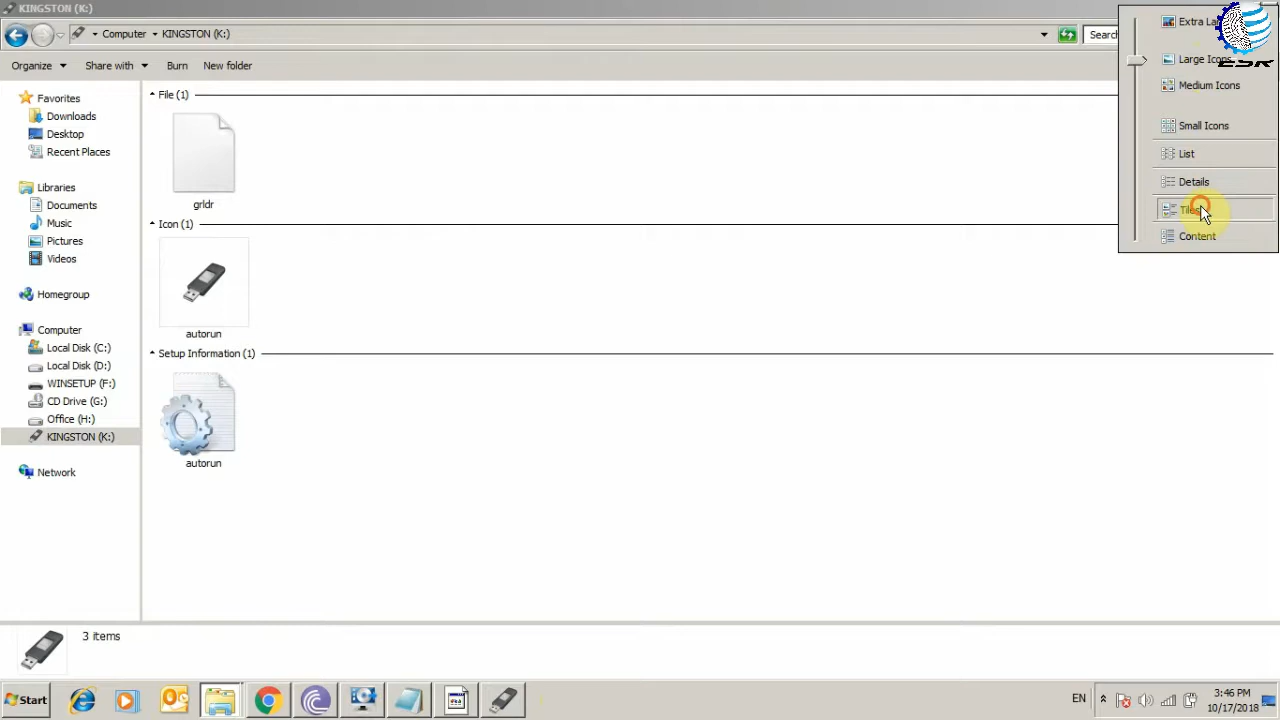 KINGSTON (K:)
Computer KINGSTON (K:)
Organize Share with Burn New folder
Favorites
Downloads
Desktop
Recent Places
Libraries
Documents
Music
Pictures
Videos
Homegroup
Computer
Local Disk (C:)
Local Disk (D:)
WINSETUP (F:)
CD Drive (G:)
Office (H:)
KINGSTON (K:)
Network
File (1)
grldr
Icon (1)
autorun
Setup Information (1)
autorun
Extra
Large Icons
Medium Icons
Small Icons
List
Details
Tiles
Content
ESK
3 items
Start
EN
3:46 PM
10/17/2018